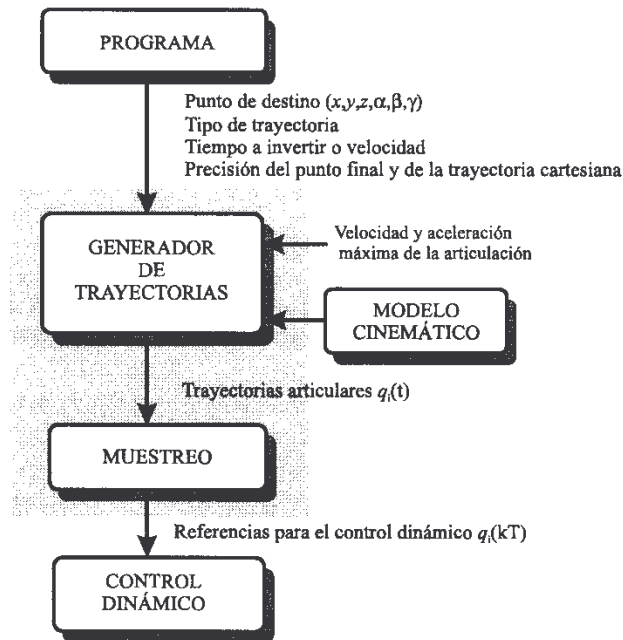 PROGRAMA
Punto de destino (x,y,z,α,β,γ)
Tipo de trayectoria
Tiempo a invertir o velocidad
Precisión del punto final y de la trayectoria cartesiana
GENERADOR
DE
TRAYECTORIAS
Velocidad y aceleración
máxima de la articulación
MODELO
CINEMÁTICO
Trayectorias articulares qᵢ(t)
MUESTREO
Referencias para el control dinámico qᵢ(kT)
CONTROL
DINÁMICO